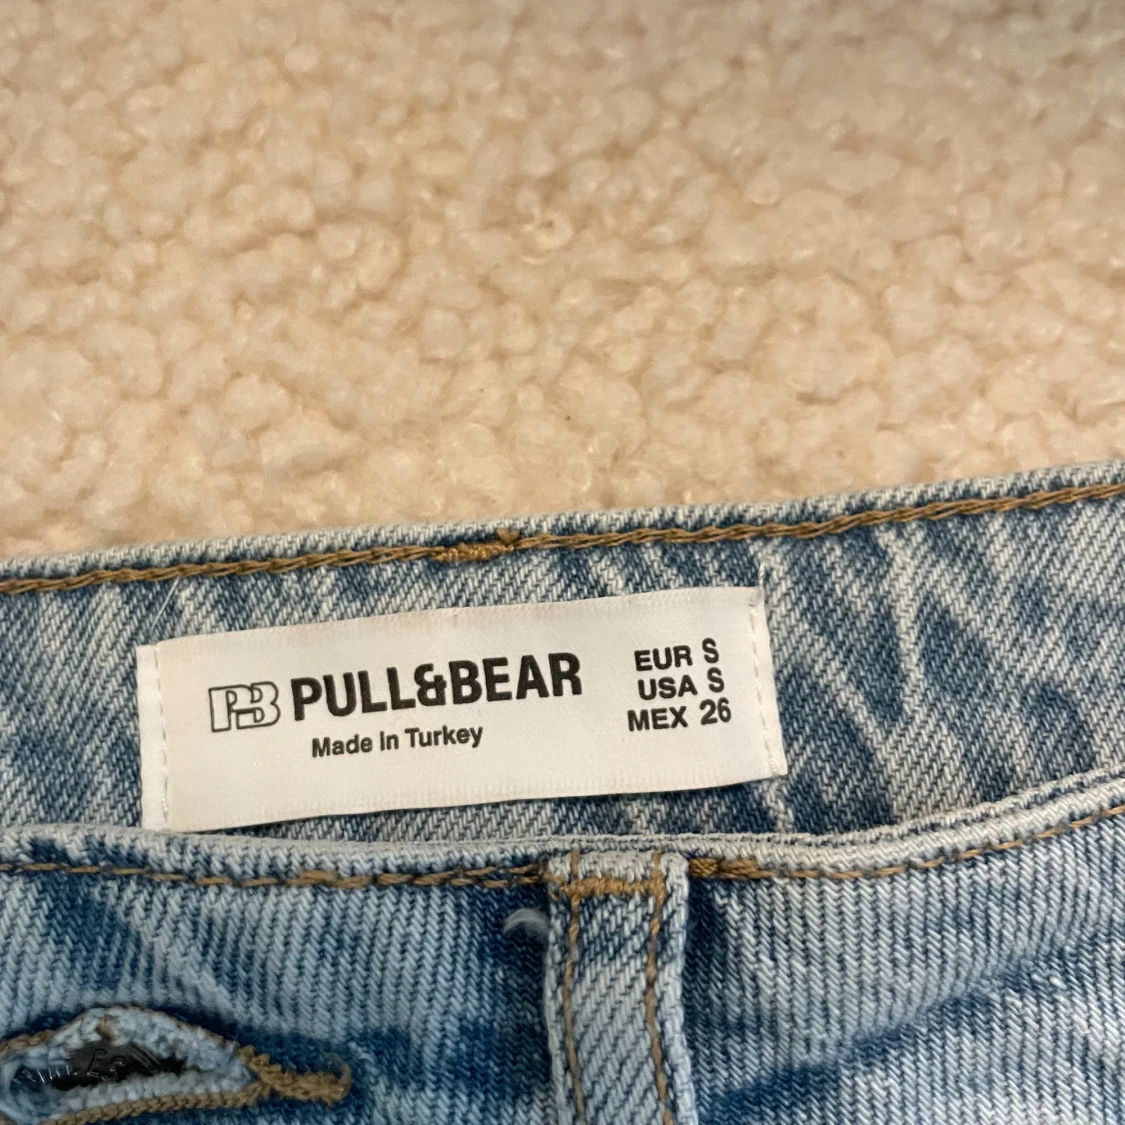 PB PULL&BEAR
Made In Turkey
EUR S
USA S
MEX 26